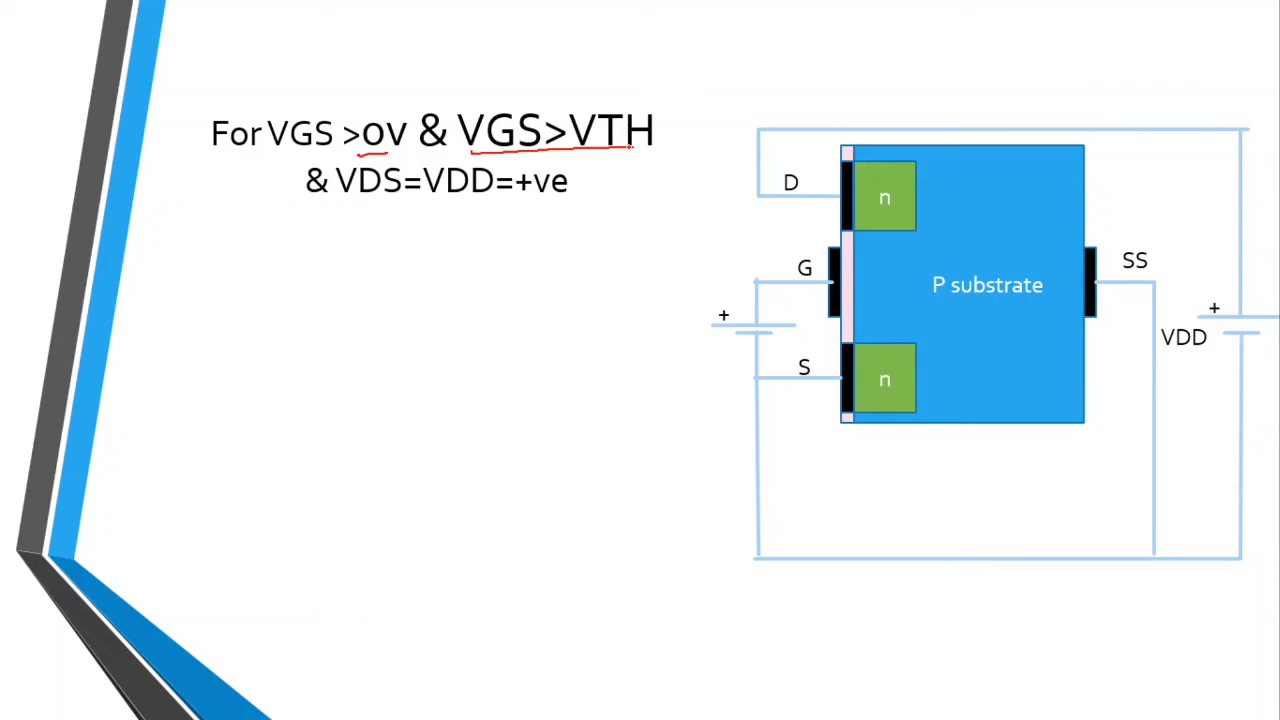 For VGS >ov & VGS>VTH
& VDS=VDD=+ve
D
n
G
P substrate
SS
+
+
VDD
S
n